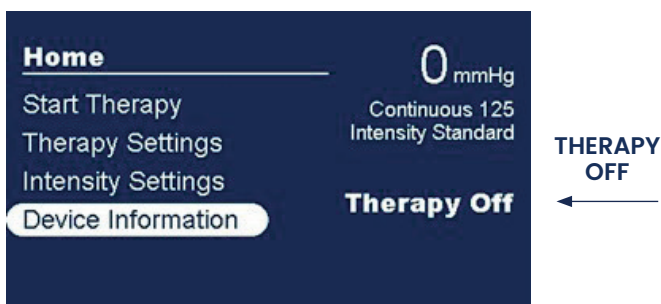 Home
Start Therapy
Therapy Settings
Intensity Settings
Device Information
0 mmHg
Continuous 125
Intensity Standard
Therapy Off
THERAPY
OFF